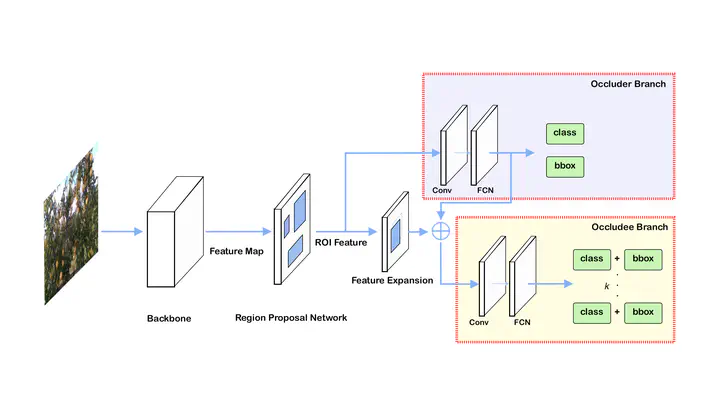 Occluder Branch
class
bbox
Conv
FCN
Feature Map
ROI Feature
Feature Expansion
Backbone
Region Proposal Network
Occludee Branch
class + bbox
k
class + bbox
Conv
FCN